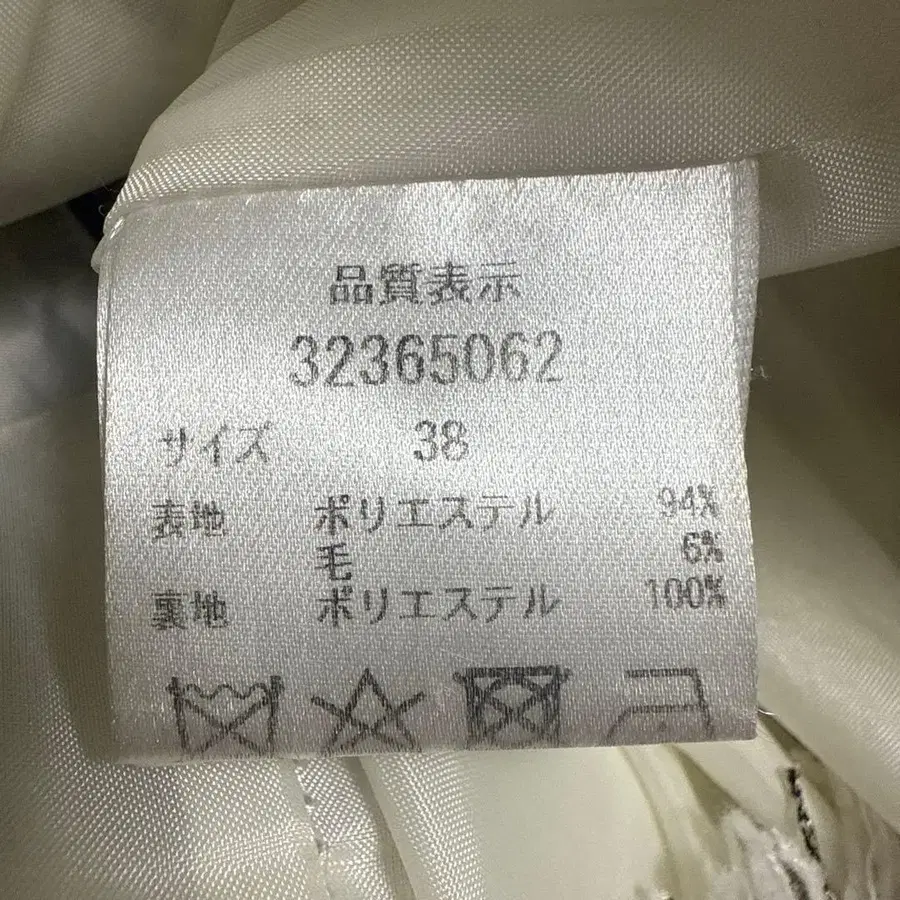 品質表示
32365062
サイズ 38
表地 ポリエステル 94%
毛 6%
裏地 ポリエステル 100%